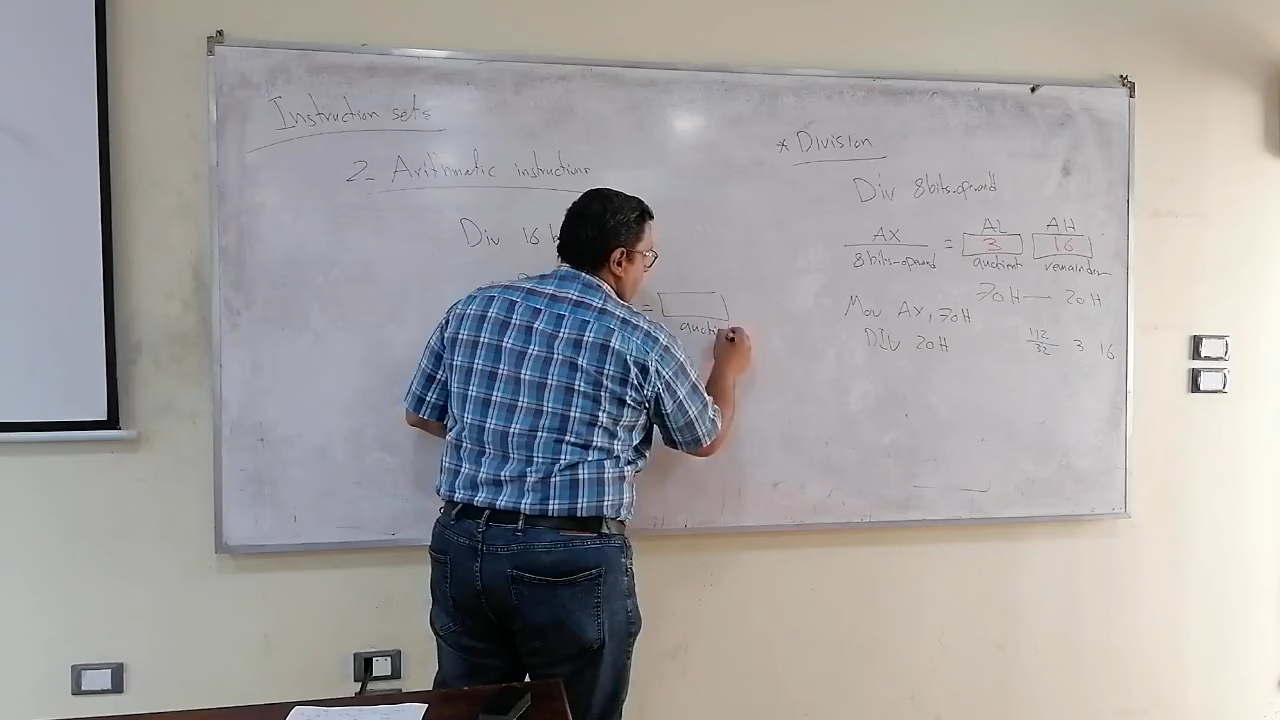 Instruction sets
2- Arithmatic instructions
Div 16
=
* Division
Div 8bits-operand
AX AL AH
= 3 16
8bits-operand quotient remainder
70H — 20H
Mov AX, 70H
DIV 20H
112
32 3 16